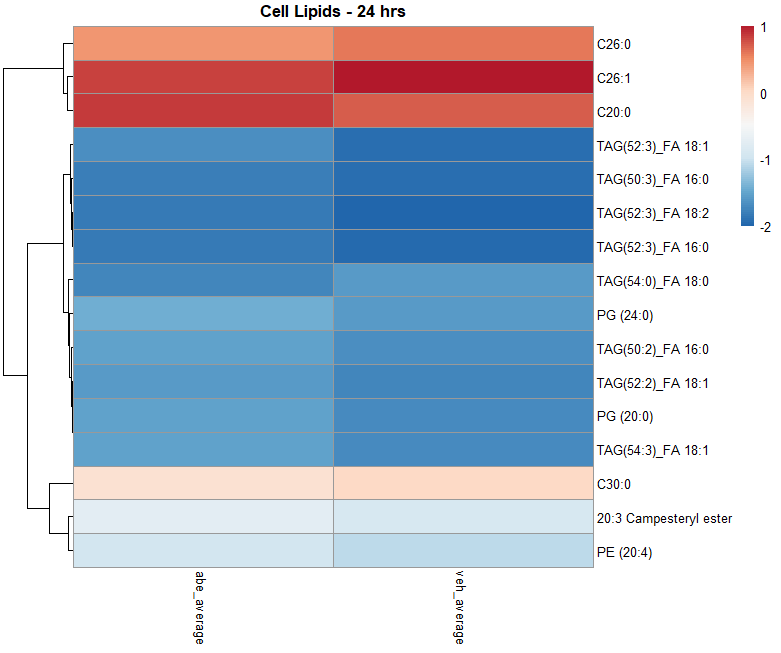 Cell Lipids - 24 hrs
C26:0
C26:1
C20:0
TAG(52:3)_FA 18:1
TAG(50:3)_FA 16:0
TAG(52:3)_FA 18:2
TAG(52:3)_FA 16:0
TAG(54:0)_FA 18:0
PG (24:0)
TAG(50:2)_FA 16:0
TAG(52:2)_FA 18:1
PG (20:0)
TAG(54:3)_FA 18:1
C30:0
20:3 Campesteryl ester
PE (20:4)
1
0
-1
-2
abe_average
veh_average